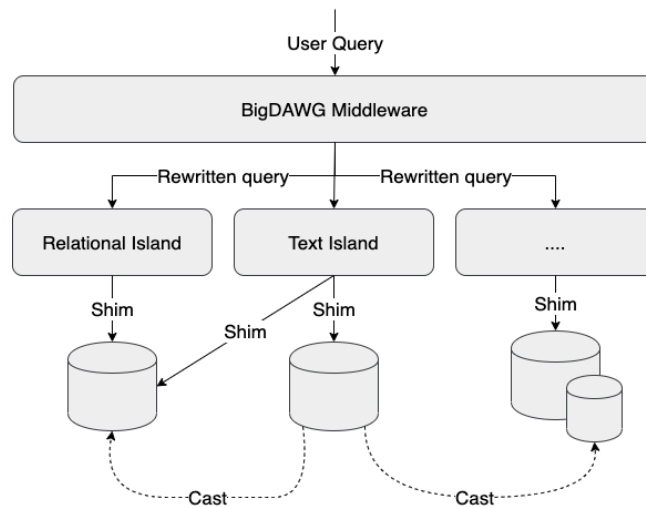 User Query
BigDAWG Middleware
Rewritten query
Rewritten query
Relational Island
Text Island
....
Shim
Shim
Shim
Shim
Cast
Cast